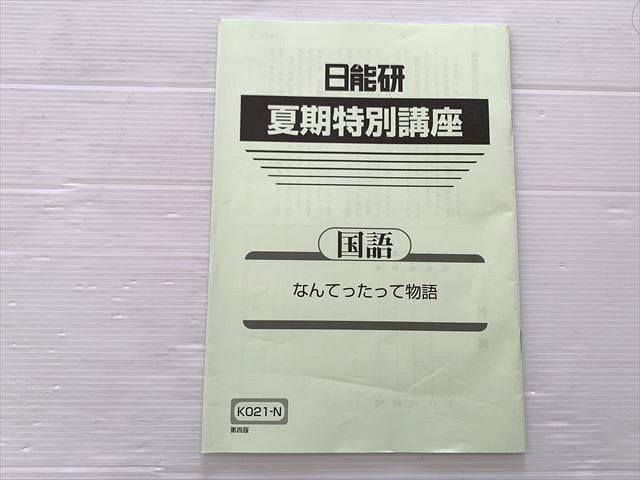 日能研
夏期特別講座
国語
なんてったって物語
K021-N
第四版